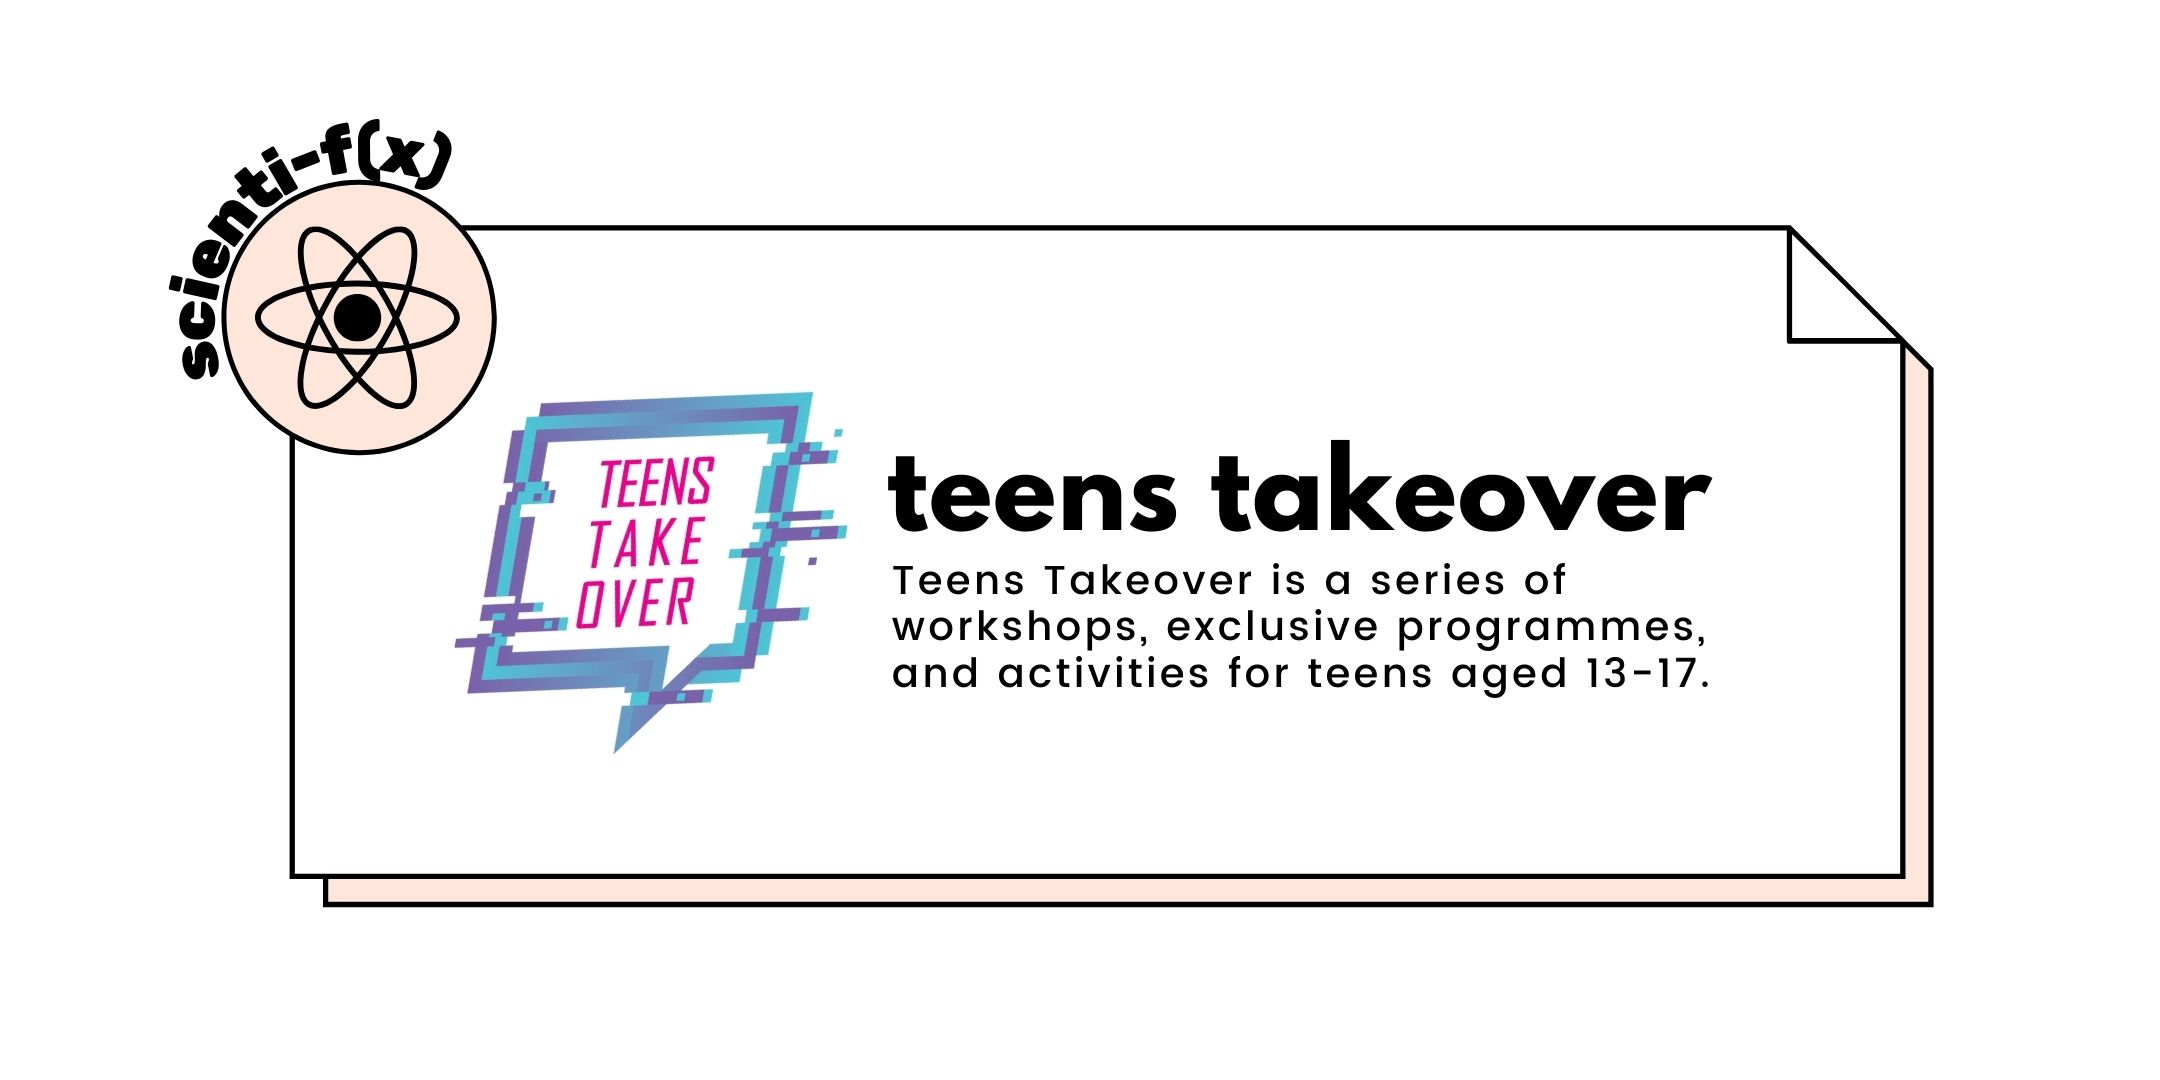 scienti-f(x)
TEENS
TAKE
OVER
teens takeover
Teens Takeover is a series of
workshops, exclusive programmes,
and activities for teens aged 13-17.